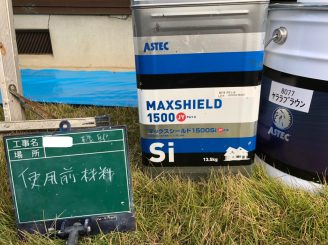 ASTEC
MAXSHIELD
1500
マックスシールド1500Si
Si
13.5kg
8077
サララブラウン
ASTEC
工事名
場所
使用前材料